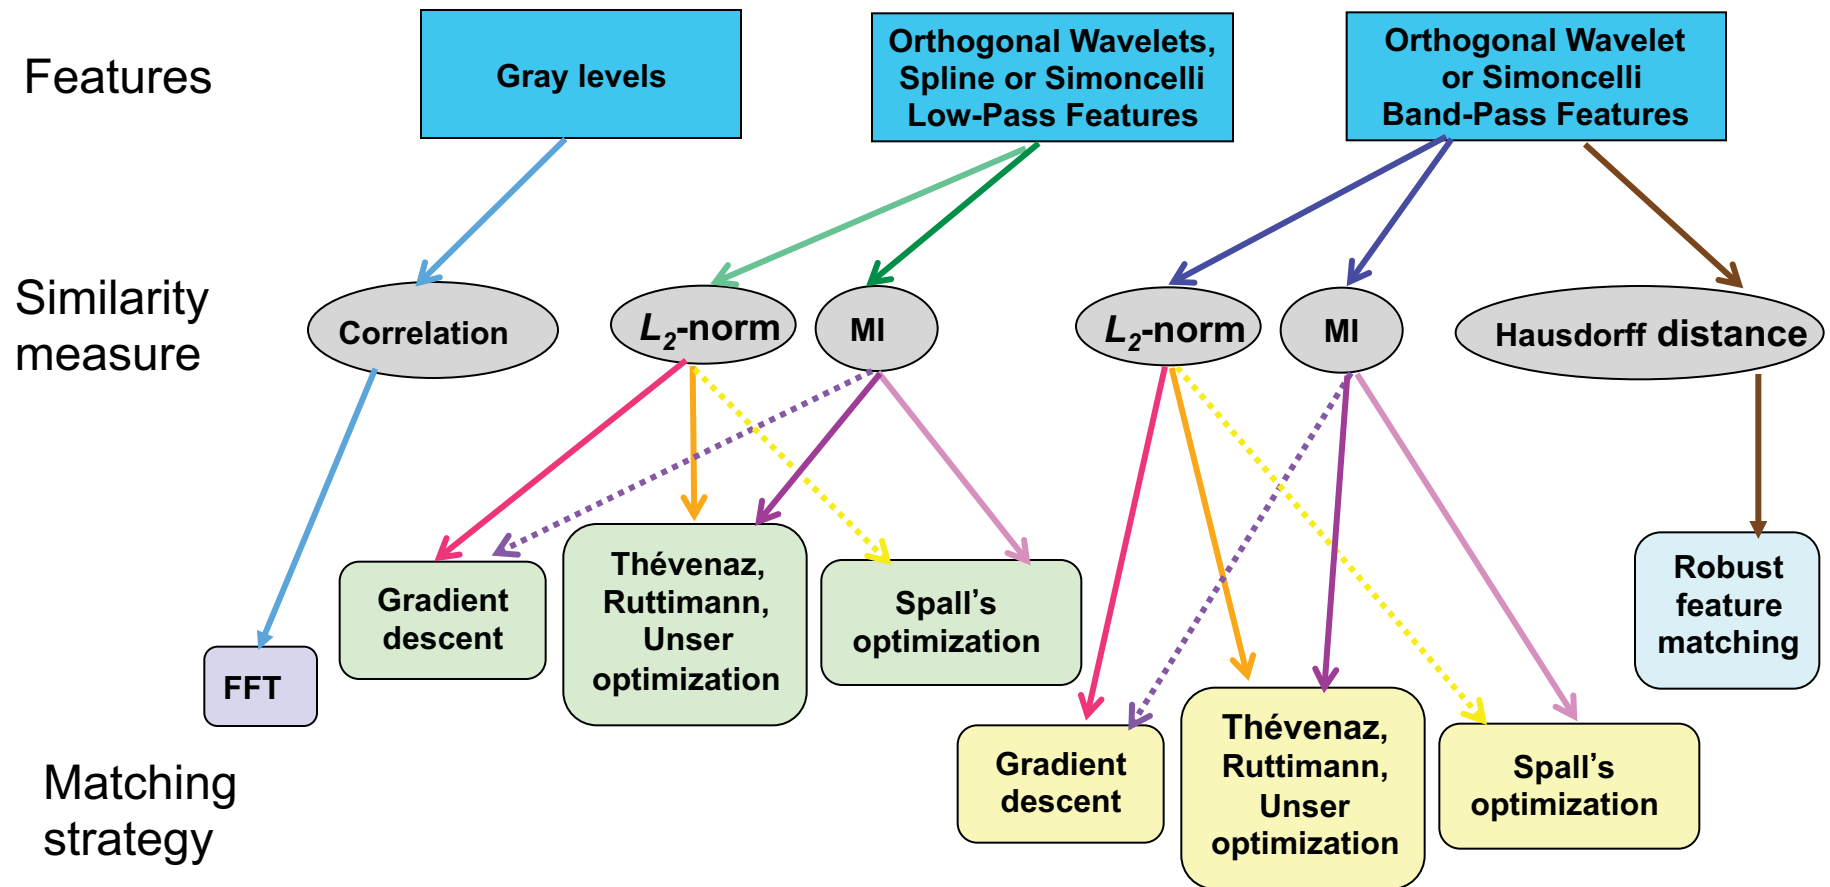 Features
Gray levels
Orthogonal Wavelets,
Spline or Simoncelli
Low-Pass Features
Orthogonal Wavelet
or Simoncelli
Band-Pass Features
Similarity
measure
Correlation
L2-norm
MI
L2-norm
MI
Hausdorff distance
Matching
strategy
FFT
Gradient
descent
Thévenaz,
Ruttimann,
Unser
optimization
Spall’s
optimization
Gradient
descent
Thévenaz,
Ruttimann,
Unser
optimization
Spall’s
optimization
Robust
feature
matching